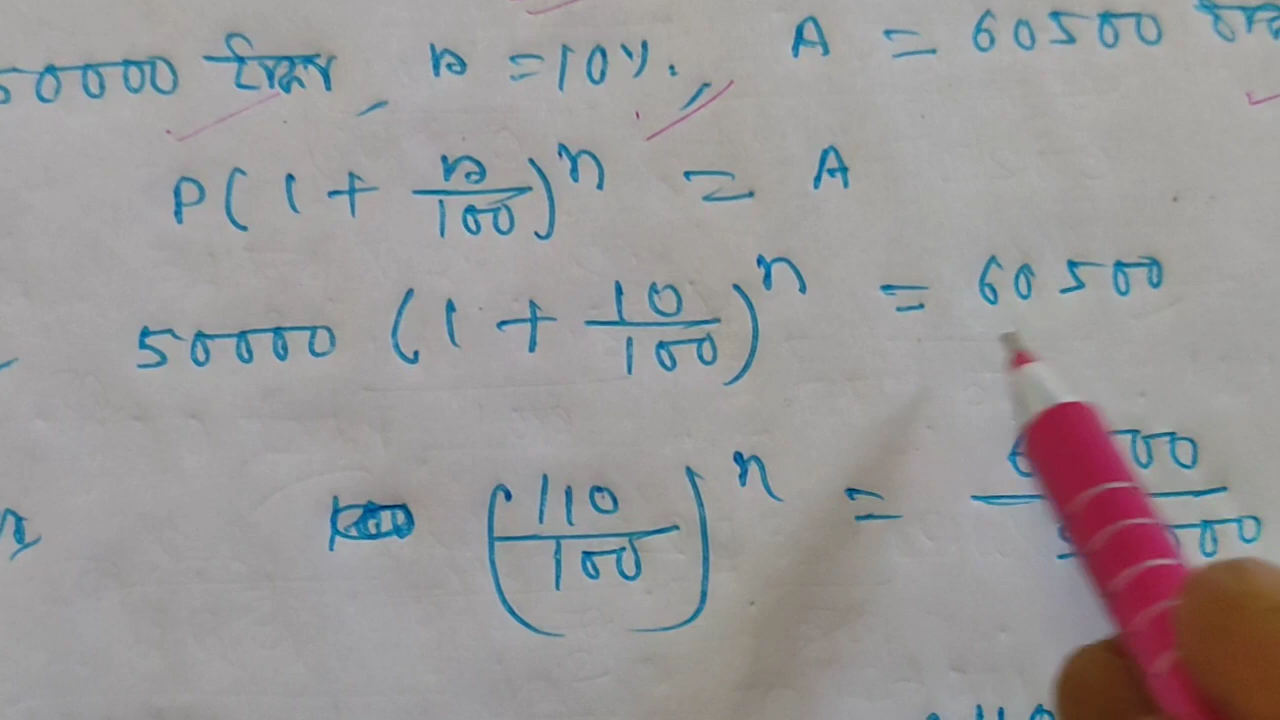 50000 টাকা, r = 10%, A = 60500
P(1 + r/100)^n = A
50000 (1 + 10/100)^n = 60500
(110/100)^n =